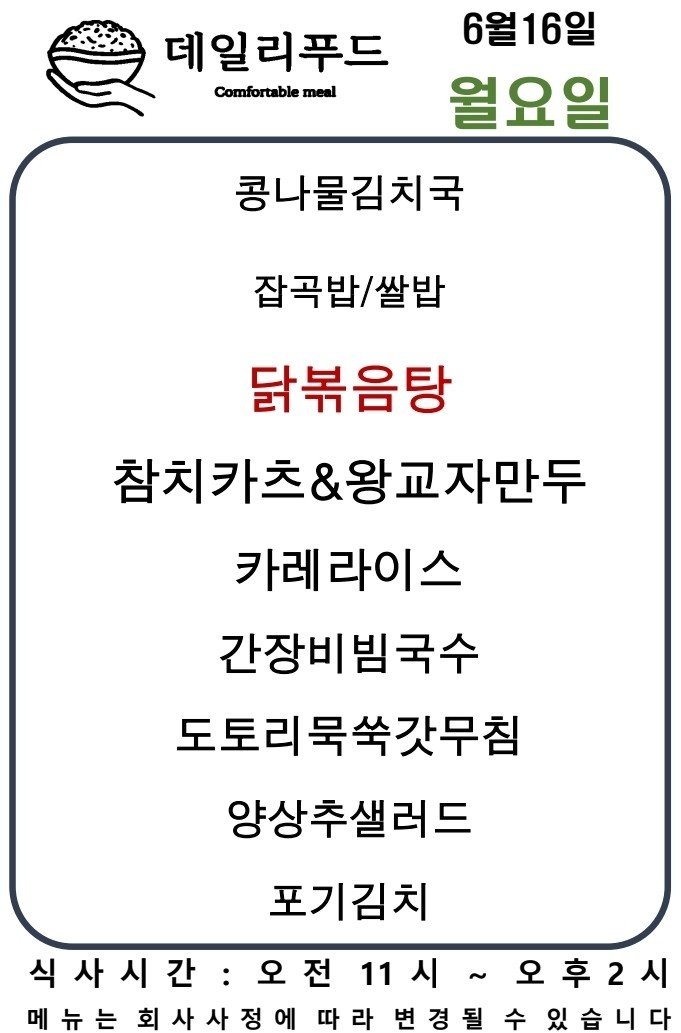 데일리푸드
Comfortable meal
6월16일
월요일
콩나물김치국
잡곡밥/쌀밥
닭볶음탕
참치카츠&왕교자만두
카레라이스
간장비빔국수
도토리묵쑥갓무침
양상추샐러드
포기김치
식사시간 : 오전 11시 ~ 오후2시
메뉴는 회사사정에 따라 변경될 수 있습니다